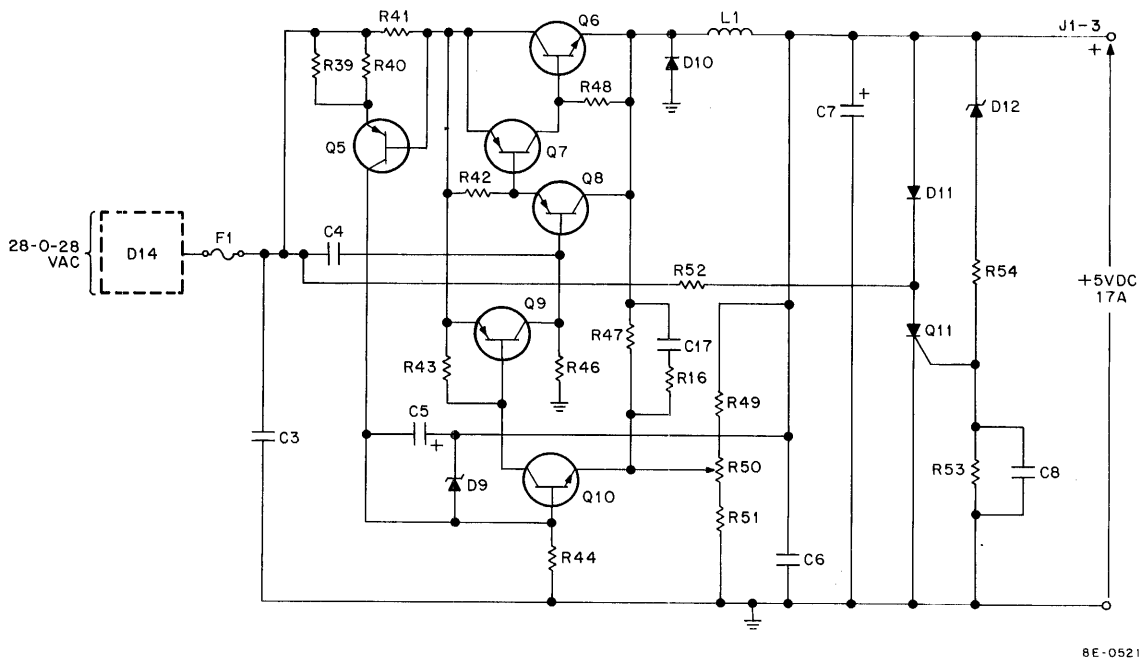 R41
Q6
L1
J1-3
+
R39
R40
D10
R48
C7
+
D12
Q5
Q7
R42
Q8
D11
28-0-28
VAC
D14
F1
C4
R54
R52
+5VDC
17A
Q9
Q11
R47
C17
R43
R46
R16
R49
C5
+
C3
R50
R53
C8
D9
Q10
R51
R44
C6
8E-0521